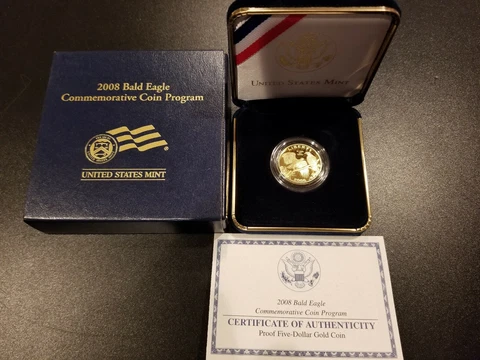 2008 Bald Eagle
Commemorative Coin Program
UNITED STATES MINT
UNITED STATES MINT
LIBERTY
2008 Bald Eagle
Commemorative Coin Program
CERTIFICATE OF AUTHENTICITY
Proof Five-Dollar Gold Coin